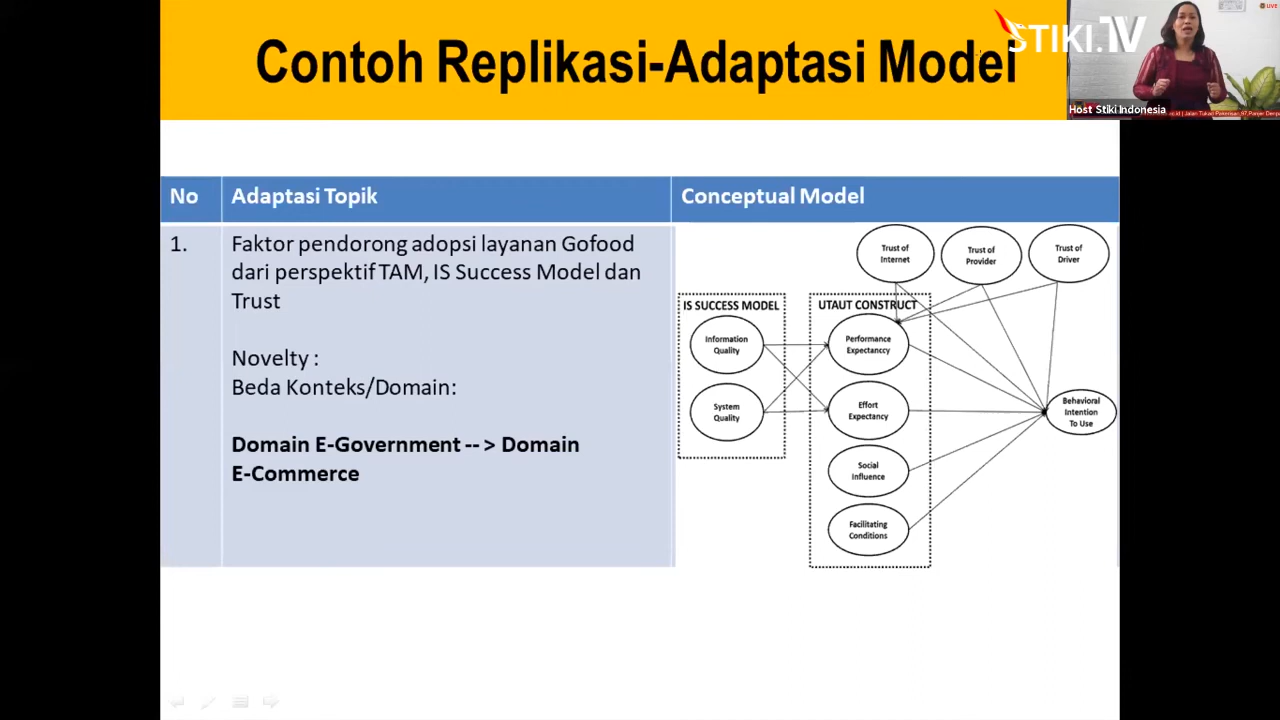 Contoh Replikasi-Adaptasi Model
STIKI.TV
LIVE
Host Stiki Indonesia
No
Adaptasi Topik
Conceptual Model
1.
Faktor pendorong adopsi layanan Gofood
dari perspektif TAM, IS Success Model dan
Trust
Novelty :
Beda Konteks/Domain:
Domain E-Government -- > Domain
E-Commerce
Trust of
Internet
Trust of
Provider
Trust of
Driver
IS SUCCESS MODEL
UTAUT CONSTRUCT
Information
Quality
Performance
Expectanccy
System
Quality
Effort
Expectancy
Behavioral
Intention
To Use
Social
Influence
Facilitating
Conditions